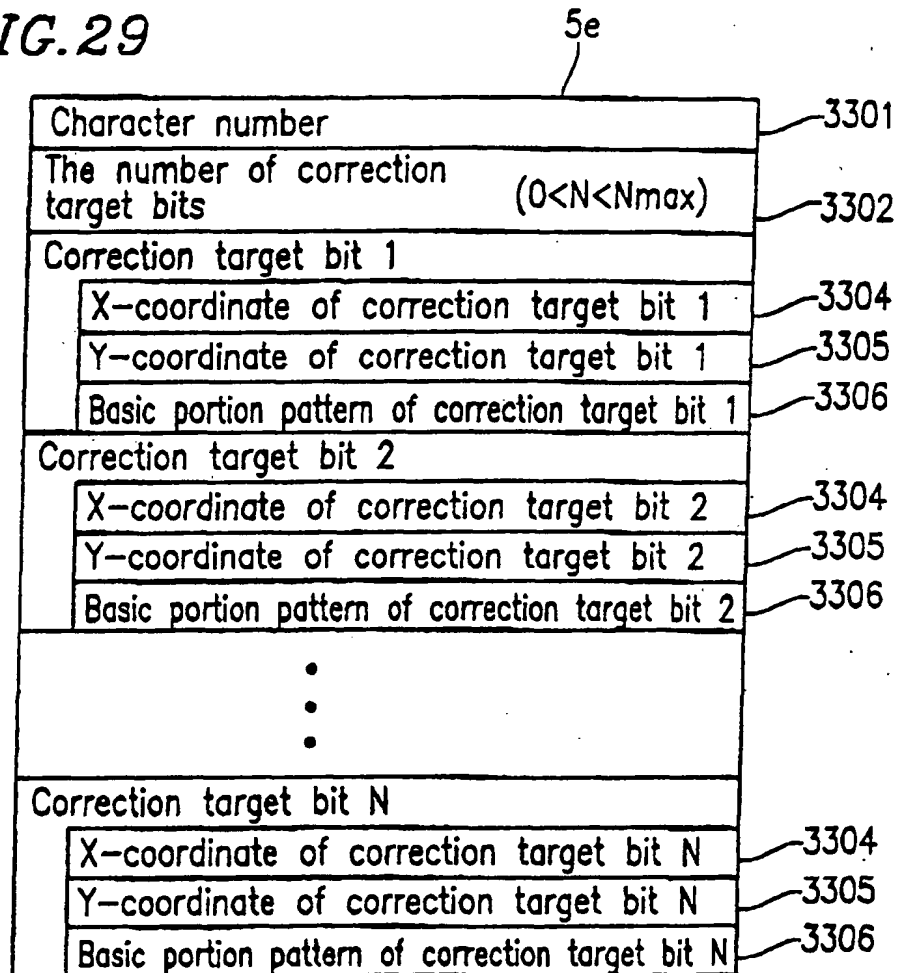 IG.29
5e
Character number 3301
The number of correction
target bits (0<N<Nmax) 3302
Correction target bit 1
X-coordinate of correction target bit 1 3304
Y-coordinate of correction target bit 1 3305
Basic portion pattern of correction target bit 1 3306
Correction target bit 2
X-coordinate of correction target bit 2 3304
Y-coordinate of correction target bit 2 3305
Basic portion pattern of correction target bit 2 3306
Correction target bit N
X-coordinate of correction target bit N 3304
Y-coordinate of correction target bit N 3305
Basic portion pattern of correction target bit N 3306